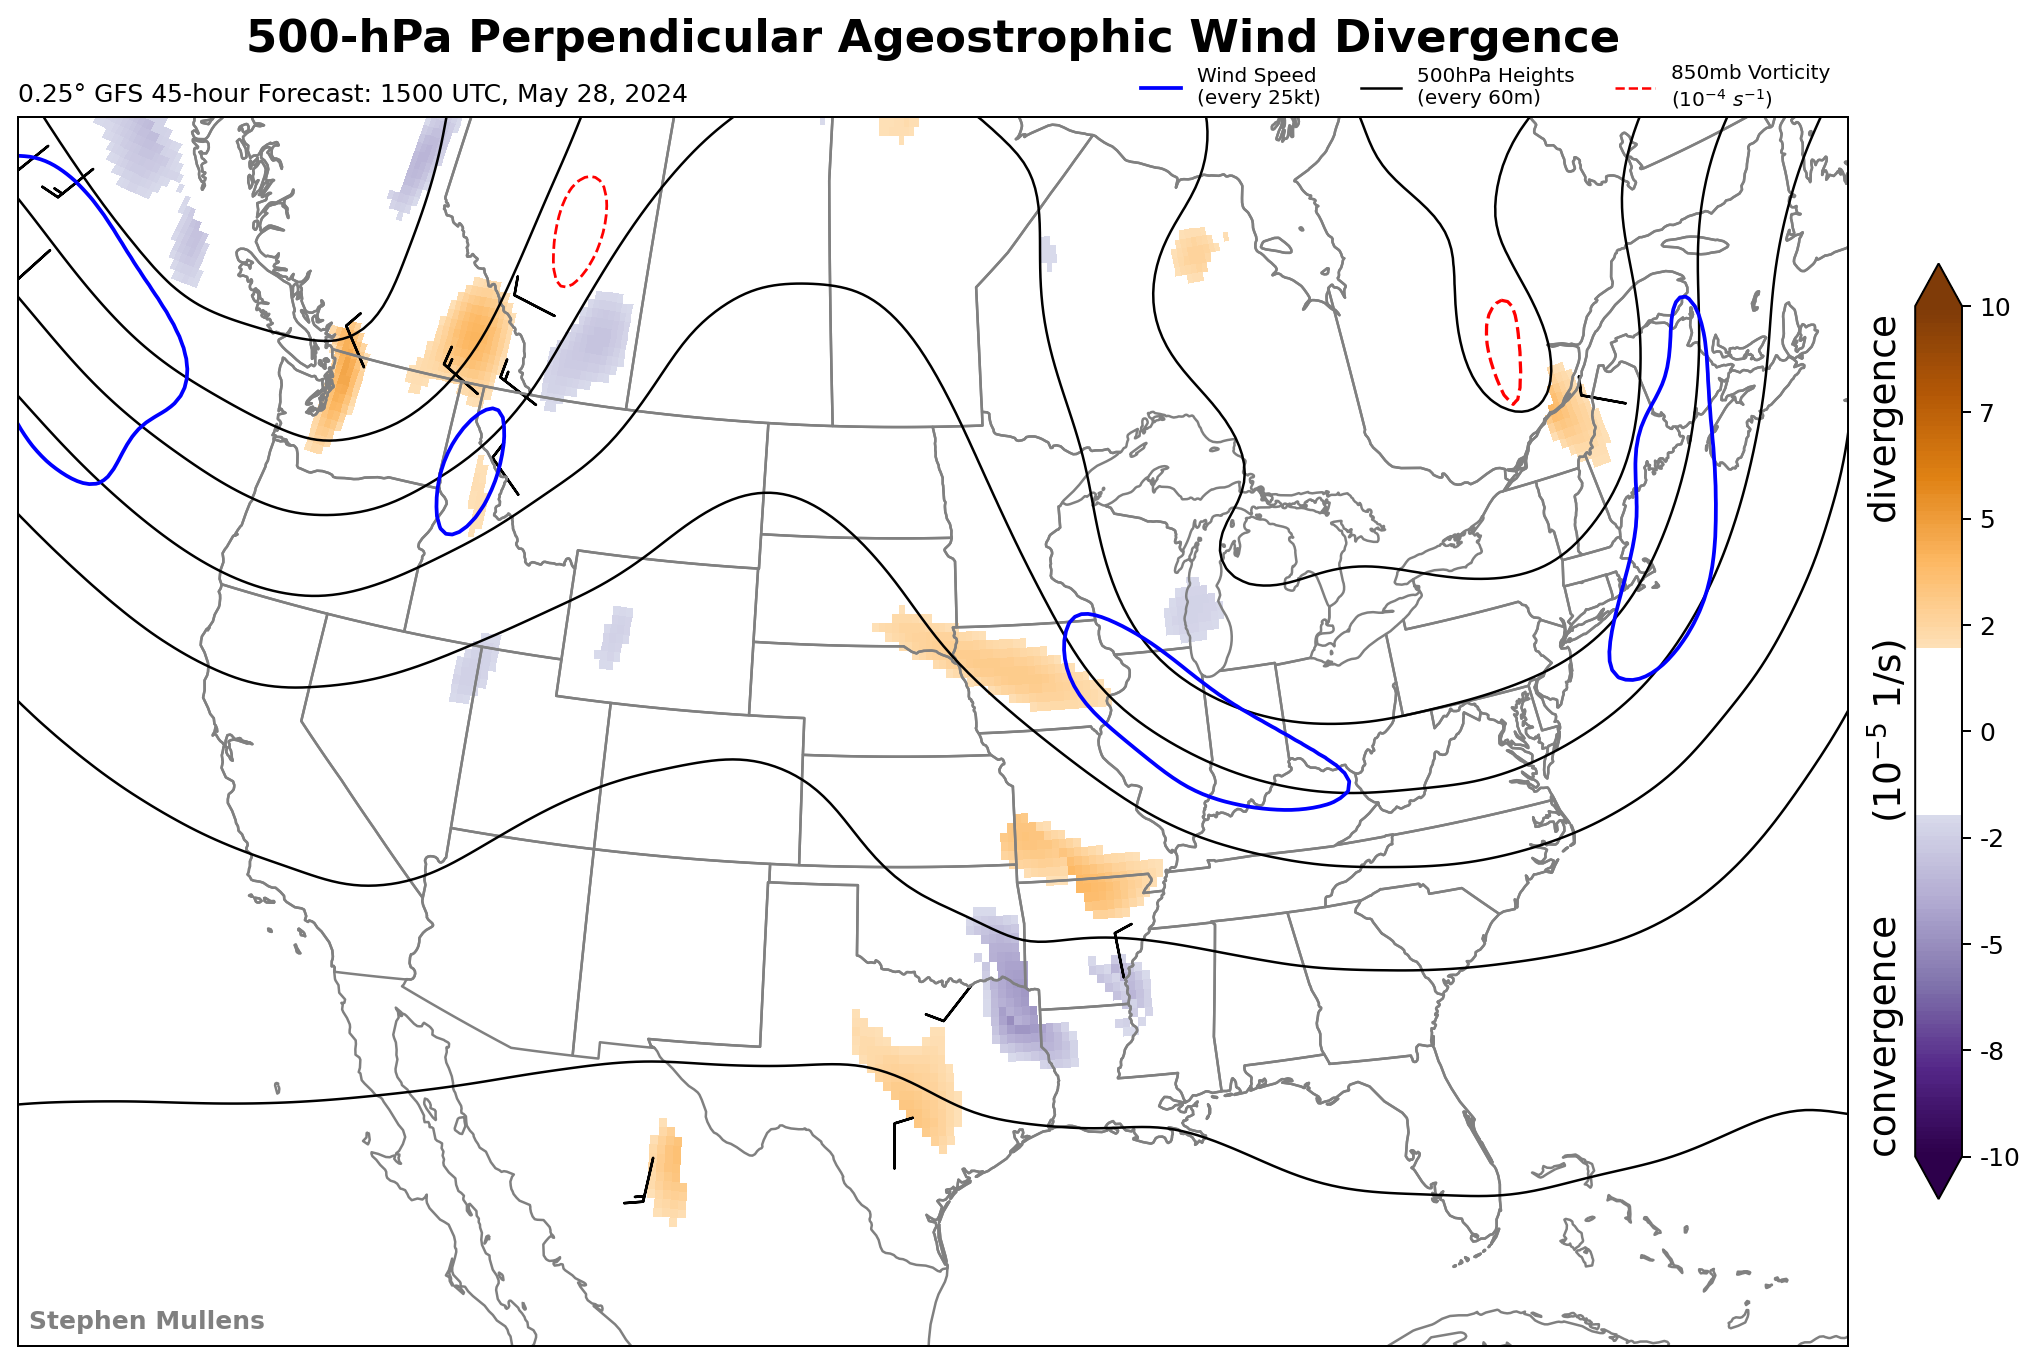 500-hPa Perpendicular Ageostrophic Wind Divergence
0.25° GFS 45-hour Forecast: 1500 UTC, May 28, 2024
Wind Speed
(every 25kt)
500hPa Heights
(every 60m)
850mb Vorticity
(10⁻⁴ s⁻¹)
10
7
5
2
0
-2
-5
-8
-10
convergence (10⁻⁵ 1/s) divergence
Stephen Mullens